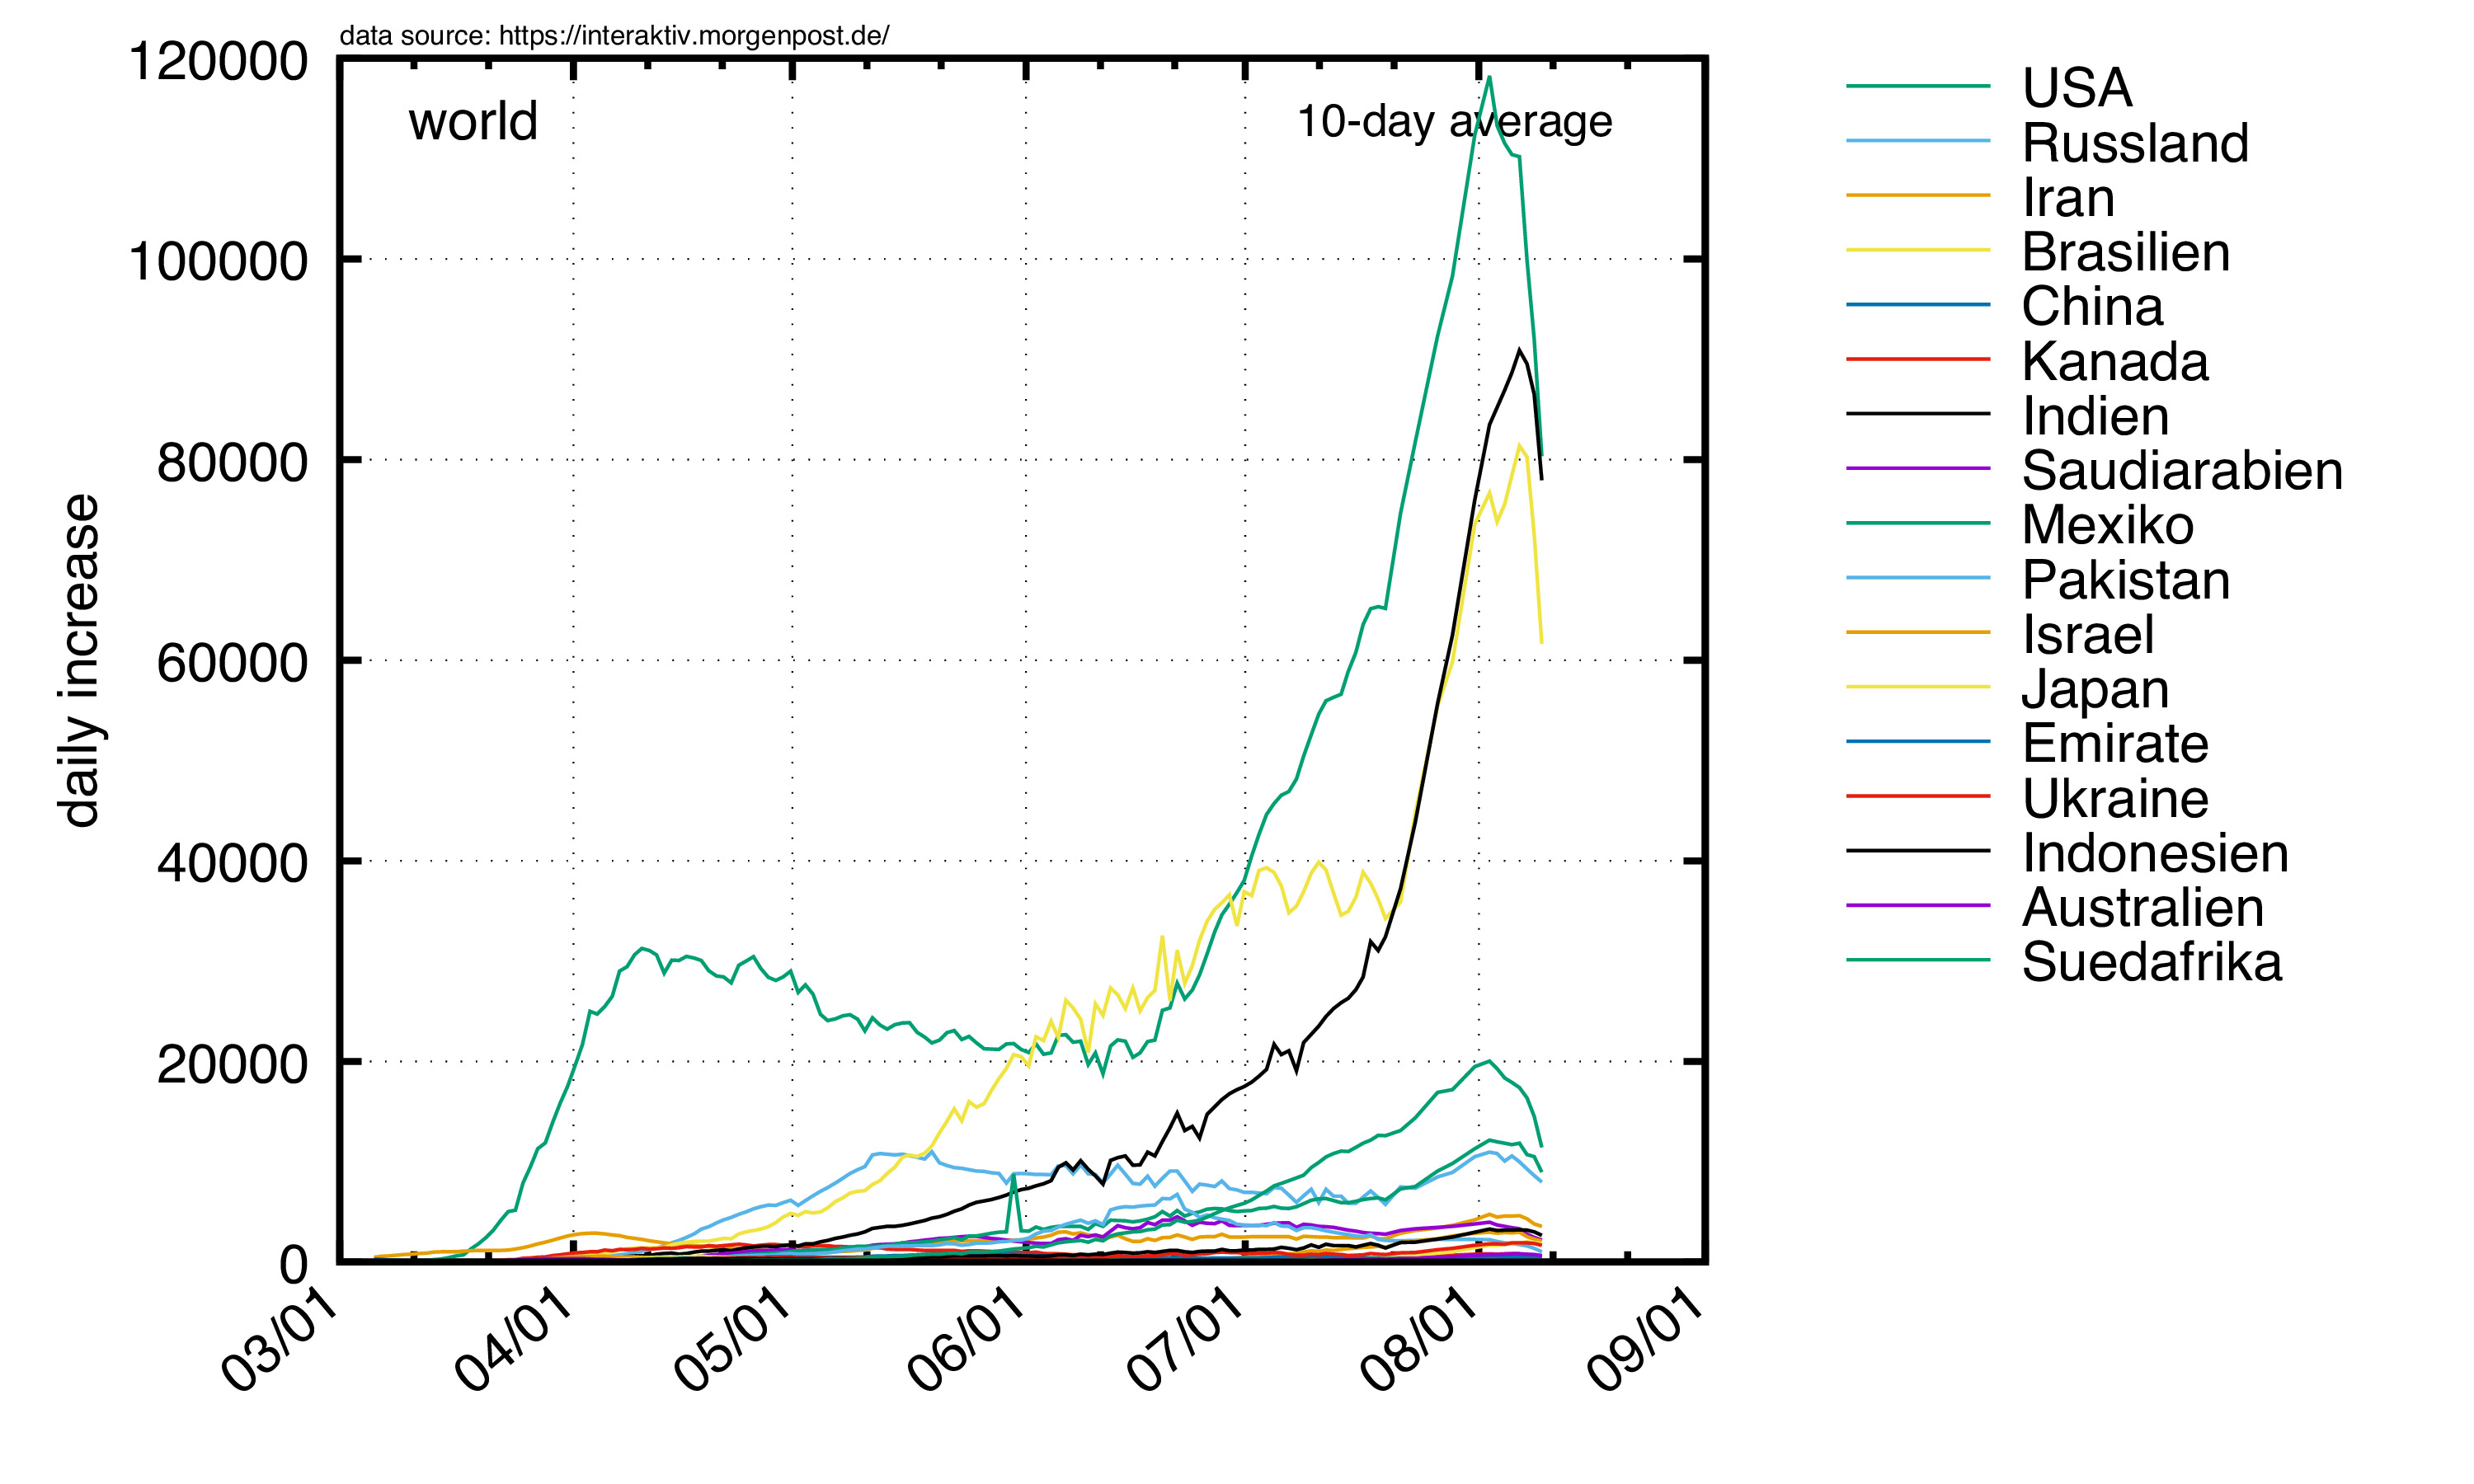 data source: https://interaktiv.morgenpost.de/
120000
100000
80000
60000
40000
20000
0
daily increase
world
10-day average
03/01
04/01
05/01
06/01
07/01
08/01
09/01
USA
Russland
Iran
Brasilien
China
Kanada
Indien
Saudiarabien
Mexiko
Pakistan
Israel
Japan
Emirate
Ukraine
Indonesien
Australien
Suedafrika